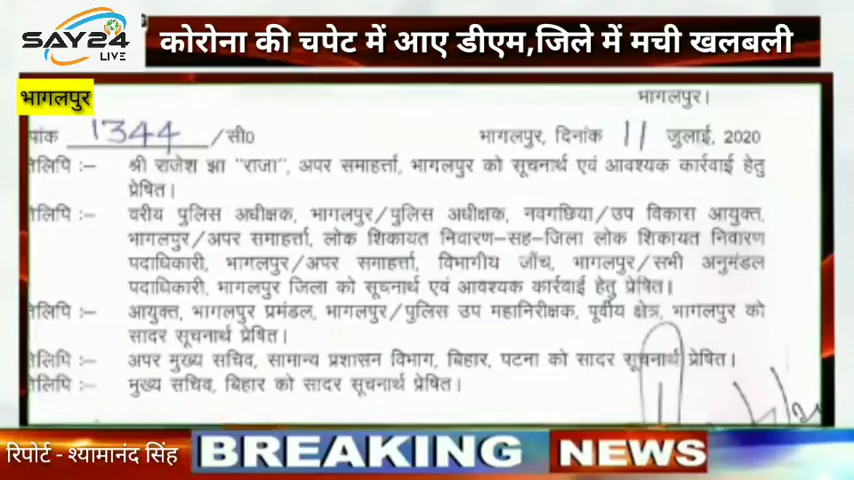 SAY24
LIVE
कोरोना की चपेट में आए डीएम,जिले में मची खलबली
भागलपुर
भागलपुर।
पांक 1344 /सी0 भागलपुर, दिनांक 11 जुलाई, 2020
तिलिपि :— श्री राजेश झा "राजा", अपर समाहर्त्ता, भागलपुर को सूचनार्थ एवं आवश्यक कार्रवाई हेतु
प्रेषित।
तिलिपि :— वरीय पुलिस अधीक्षक, भागलपुर/पुलिस अधीक्षक, नवगछिया/उप विकास आयुक्त,
भागलपुर/अपर समाहर्त्ता, लोक शिकायत निवारण–सह–जिला लोक शिकायत निवारण
पदाधिकारी, भागलपुर/अपर समाहर्त्ता, विभागीय जाँच, भागलपुर/सभी अनुमंडल
पदाधिकारी, भागलपुर जिला को सूचनार्थ एवं आवश्यक कार्रवाई हेतु प्रेषित।
तिलिपि :— आयुक्त, भागलपुर प्रमंडल, भागलपुर/पुलिस उप महानिरीक्षक, पूर्वीय क्षेत्र, भागलपुर को
सादर सूचनार्थ प्रेषित।
तिलिपि :— अपर मुख्य सचिव, सामान्य प्रशासन विभाग, बिहार, पटना को सादर सूचनार्थ प्रेषित।
तिलिपि :— मुख्य सचिव, बिहार को सादर सूचनार्थ प्रेषित।
रिपोर्ट - श्यामानंद सिंह
BREAKING NEWS